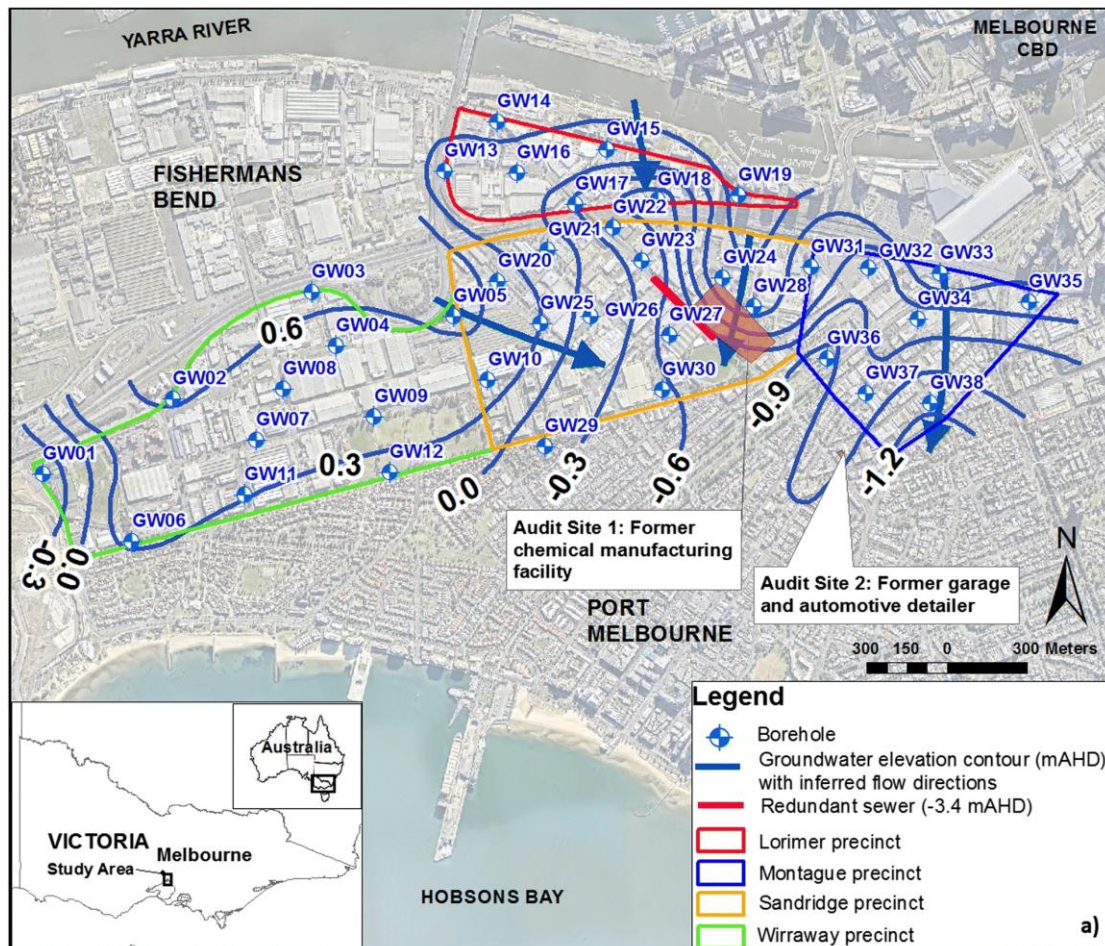 YARRA RIVER
MELBOURNE
CBD
FISHERMANS
BEND
GW14
GW15
GW13
GW16
GW17
GW18
GW19
GW22
GW21
GW23
GW31
GW32
GW33
GW20
GW24
GW35
GW03
GW05
GW25
GW26
GW28
GW34
0.6
GW04
GW27
GW36
GW02
GW08
GW10
GW30
GW37
GW38
GW09
-0.9
GW07
GW29
GW01
GW12
GW11
0.3
0.0
-0.3
-0.6
-1.2
GW06
-0.3
0.0
Audit Site 1: Former
chemical manufacturing
facility
Audit Site 2: Former garage
and automotive detailer
N
PORT
MELBOURNE
300 150 0 300 Meters
HOBSONS BAY
Australia
VICTORIA
Melbourne
Study Area
Legend
Borehole
Groundwater elevation contour (mAHD)
with inferred flow directions
Redundant sewer (-3.4 mAHD)
Lorimer precinct
Montague precinct
Sandridge precinct
Wirraway precinct
a)